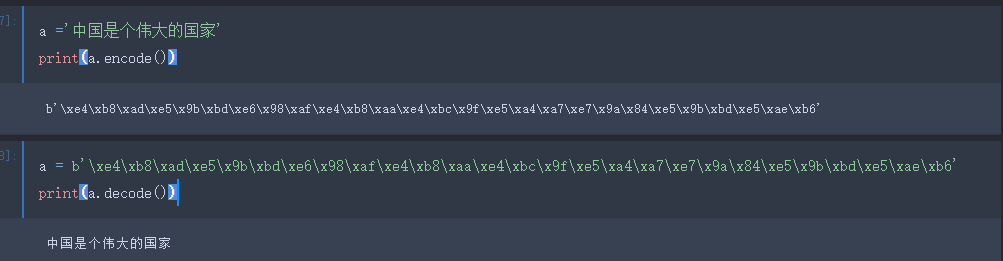 7]:
a ='中国是个伟大的国家'
print(a.encode())
b'\xe4\xb8\xad\xe5\x9b\xbd\xe6\x98\xaf\xe4\xb8\xaa\xe4\xbc\x9f\xe5\xa4\xa7\xe7\x9a\x84\xe5\x9b\xbd\xe5\xae\xb6'
8]:
a = b'\xe4\xb8\xad\xe5\x9b\xbd\xe6\x98\xaf\xe4\xb8\xaa\xe4\xbc\x9f\xe5\xa4\xa7\xe7\x9a\x84\xe5\x9b\xbd\xe5\xae\xb6'
print(a.decode())
中国是个伟大的国家